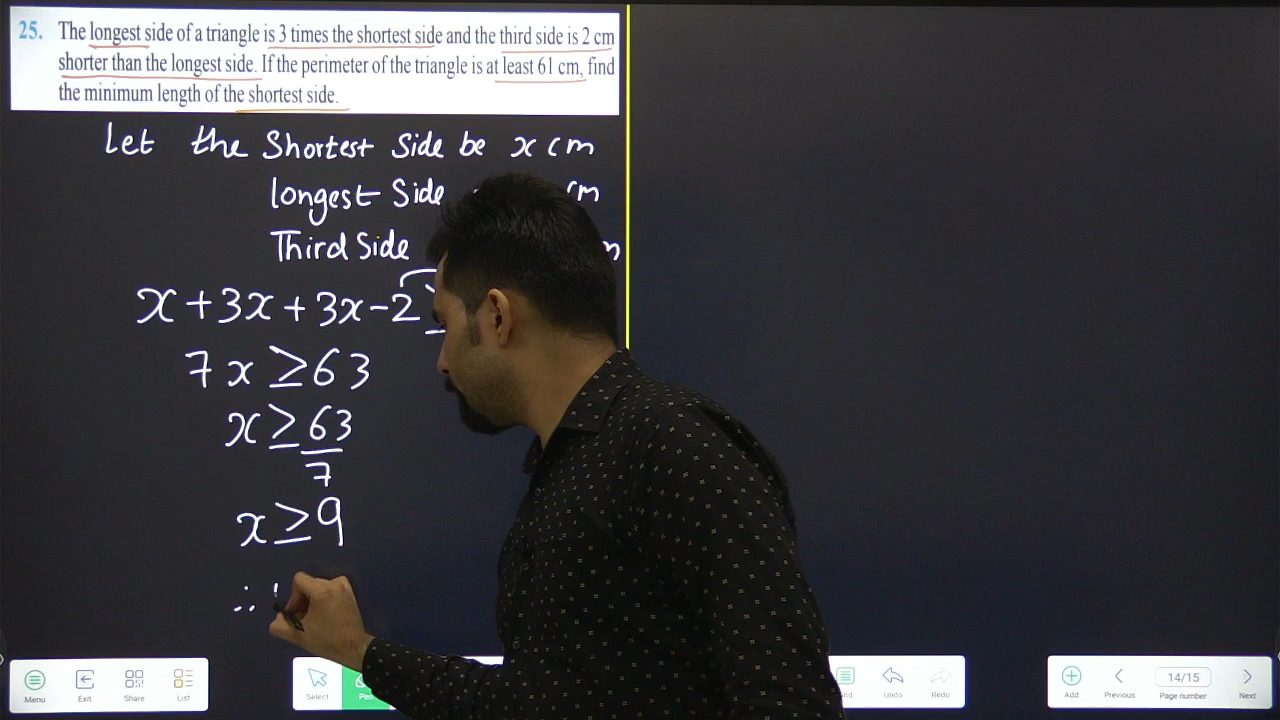 25. The longest side of a triangle is 3 times the shortest side and the third side is 2 cm
shorter than the longest side. If the perimeter of the triangle is at least 61 cm, find
the minimum length of the shortest side.
Let the Shortest Side be x cm
longest Side cm
Third Side
x+3x+3x-2 ≥
7x ≥ 63
x ≥ 63/7
x ≥ 9
∴
Menu Exit Share List Select Pen Undo Redo Add Previous 14/15 Page number Next